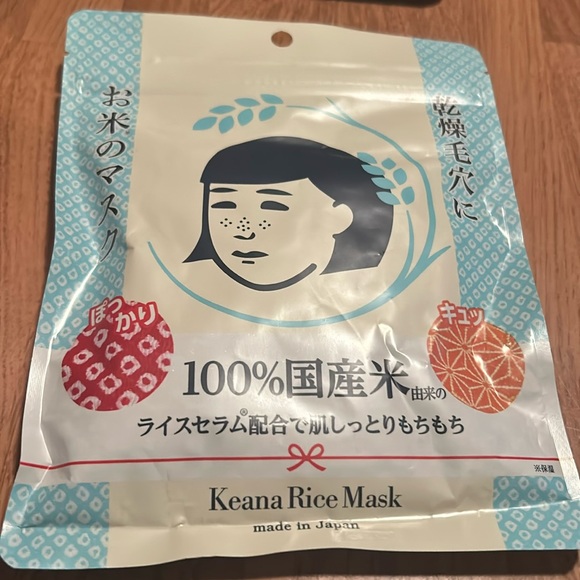 お米のマスク
乾燥毛穴に
ぽっかり
キュッ
100%国産米由来の
ライスセラム®配合で肌しっとりもちもち
※保湿
Keana Rice Mask
made in Japan